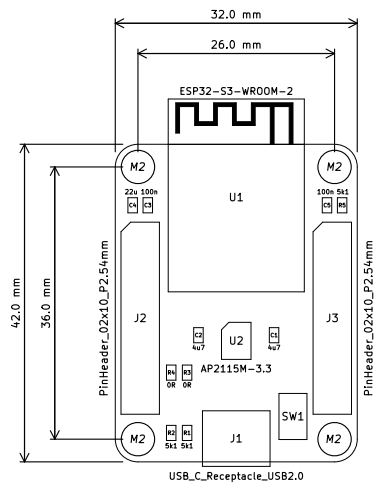 32.0 mm
26.0 mm
ESP32-S3-WROOM-2
M2
M2
U1
22u 100n
C4 C3
100n 5k1
C5 R5
42.0 mm
36.0 mm
PinHeader_02x10_P2.54mm
J2
J3
PinHeader_02x10_P2.54mm
C2
4u7
U2
C1
4u7
AP2115M-3.3
R4 R3
0R 0R
SW1
R2 R1
5k1 5k1
M2
J1
M2
USB_C_Receptacle_USB2.0